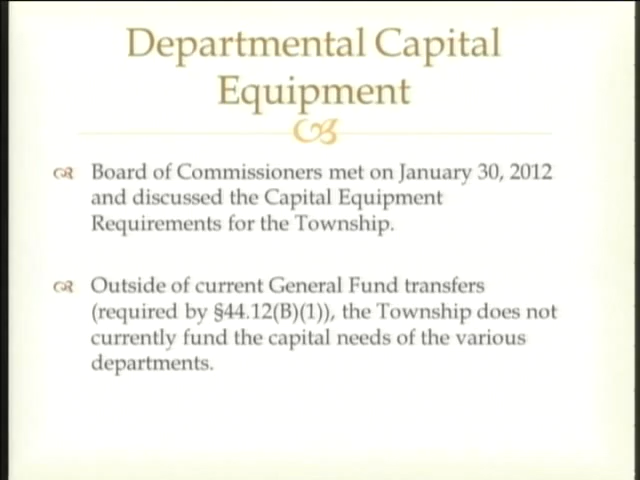 Departmental Capital
Equipment
Board of Commissioners met on January 30, 2012
and discussed the Capital Equipment
Requirements for the Township.
Outside of current General Fund transfers
(required by §44.12(B)(1)), the Township does not
currently fund the capital needs of the various
departments.